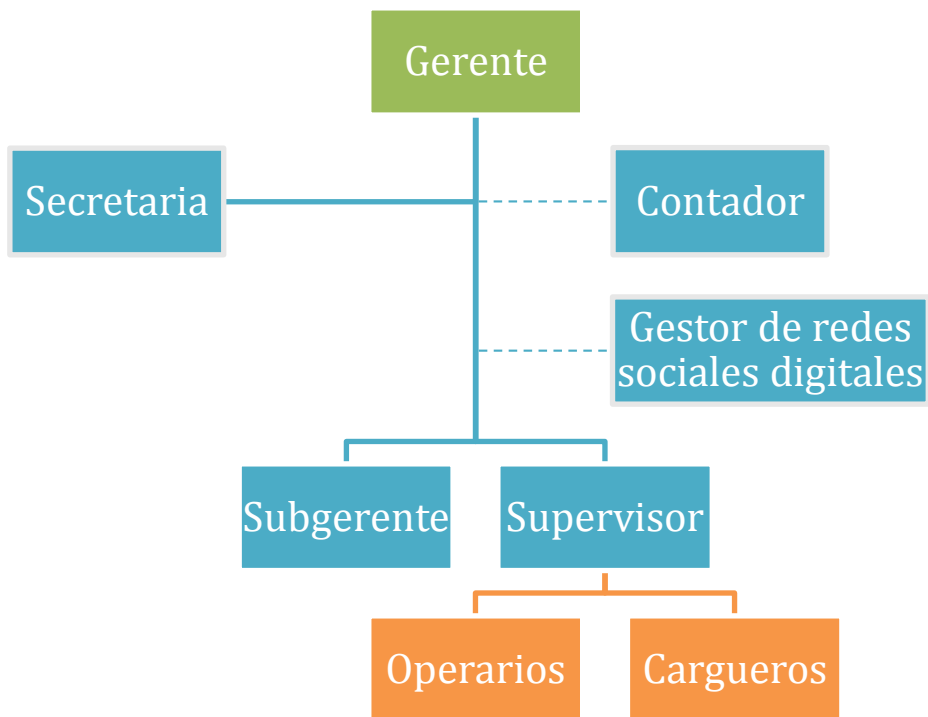 Gerente
Secretaria
Contador
Gestor de redes
sociales digitales
Subgerente
Supervisor
Operarios
Cargueros